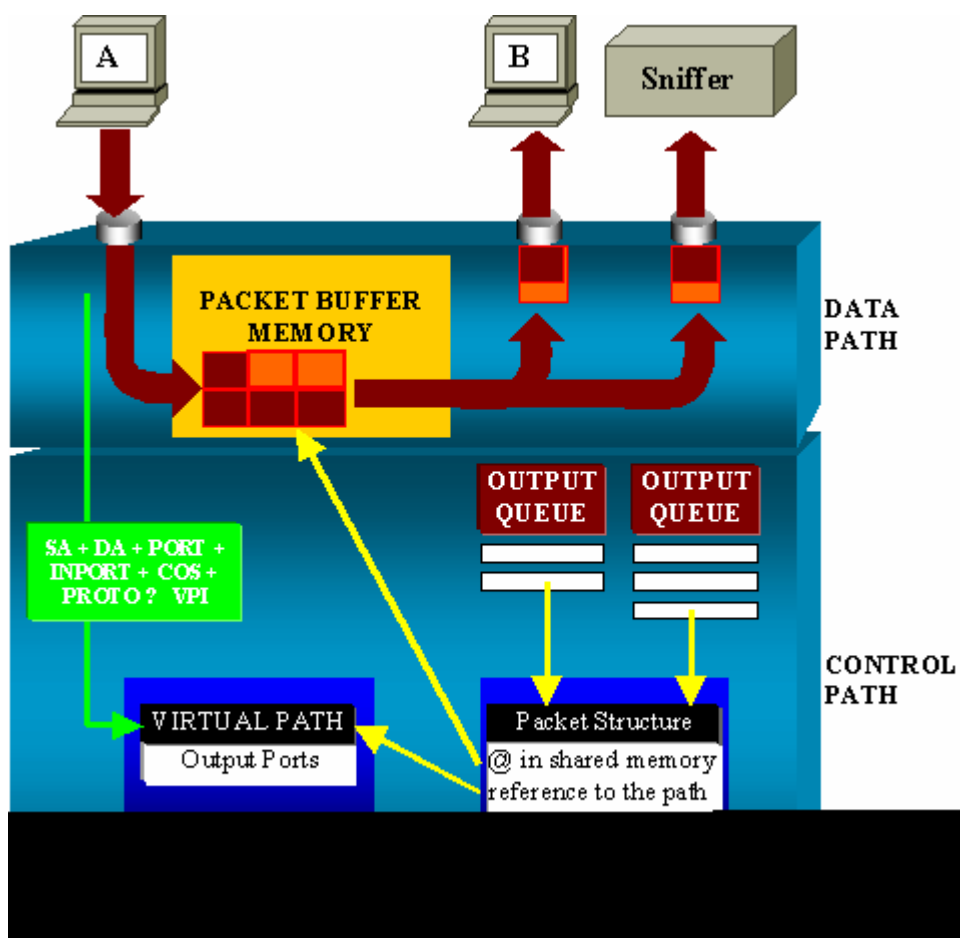 A
B
Sniffer
PACKET BUFFER
MEMORY
DATA
PATH
OUTPUT
QUEUE
OUTPUT
QUEUE
SA + DA + PORT +
INPORT + COS +
PROTO ? VPI
CONTROL
PATH
VIRTUAL PATH
Output Ports
Packet Structure
@ in shared memory
reference to the path